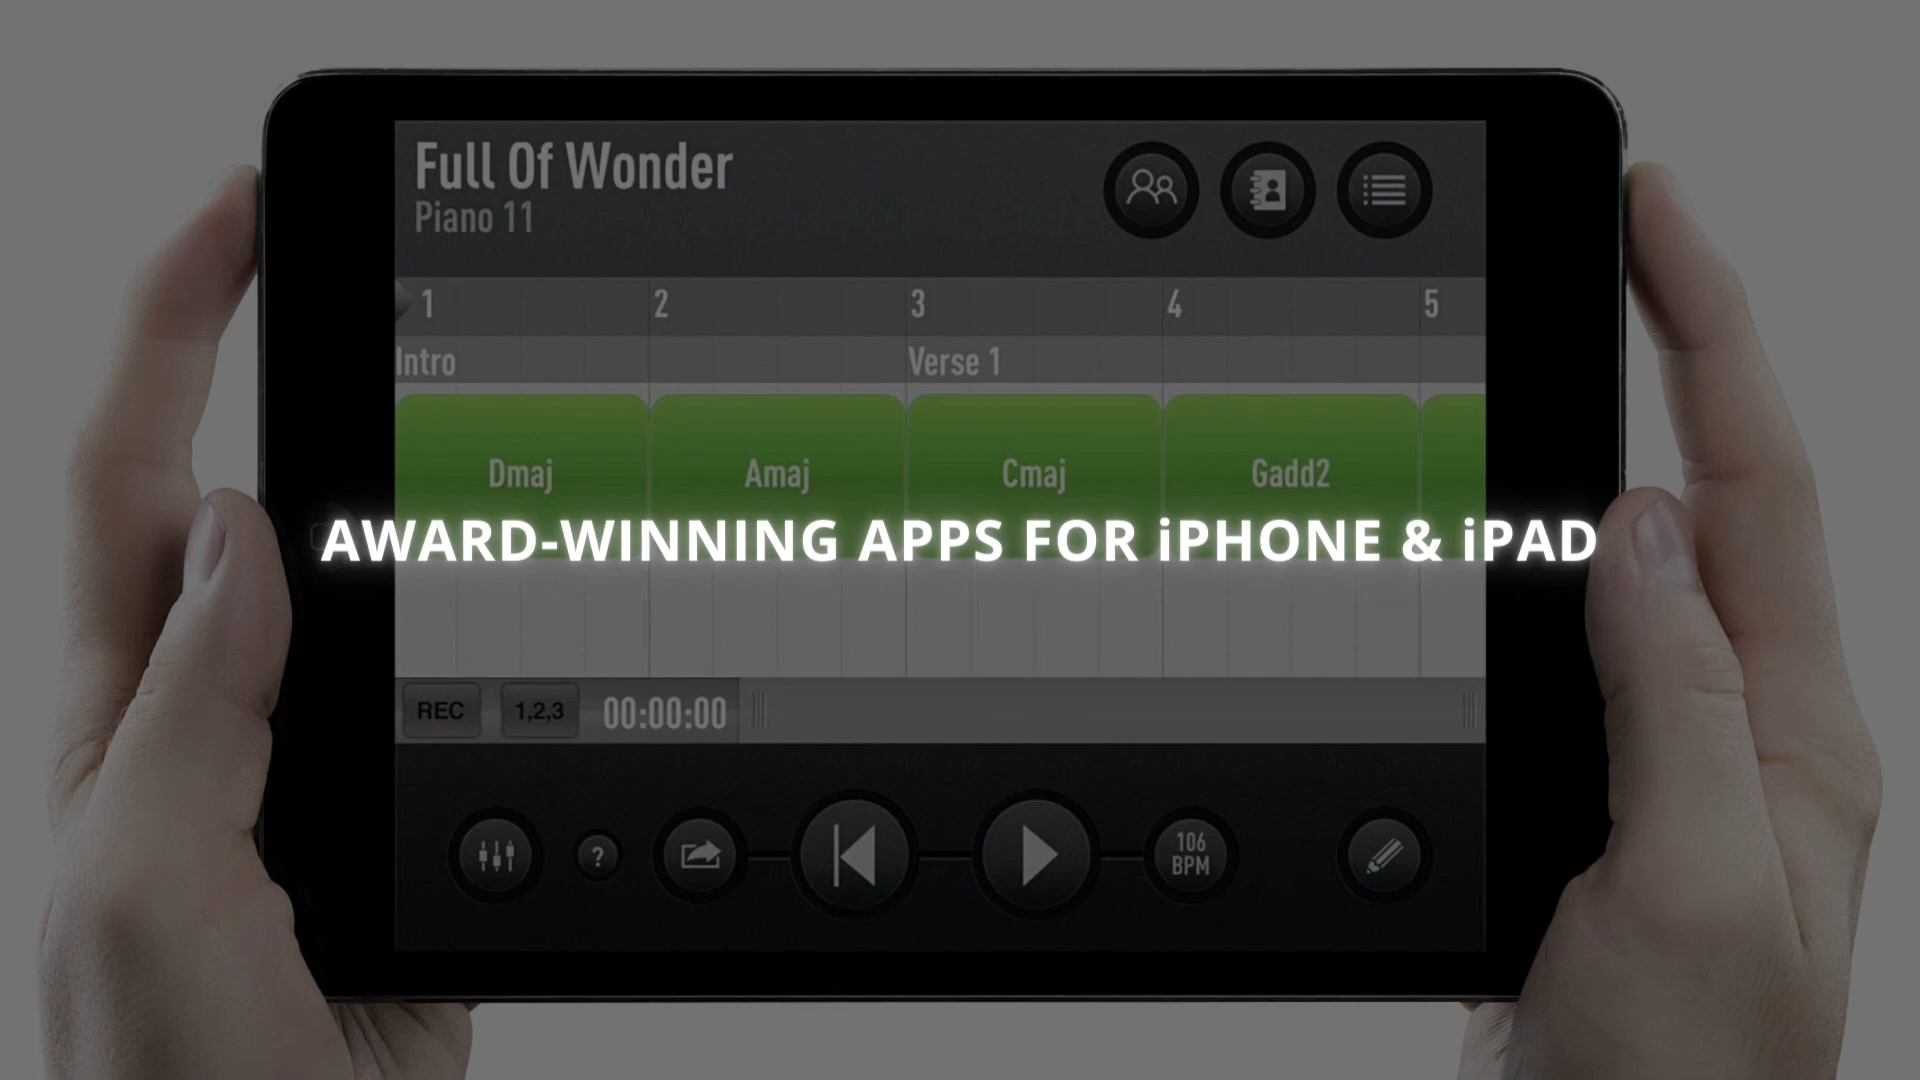 Full Of Wonder
Piano 11
1 2 3 4 5
Intro Verse 1
Dmaj Amaj Cmaj Gadd2
AWARD-WINNING APPS FOR iPHONE & iPAD
REC 1,2,3 00:00:00
?
106
BPM